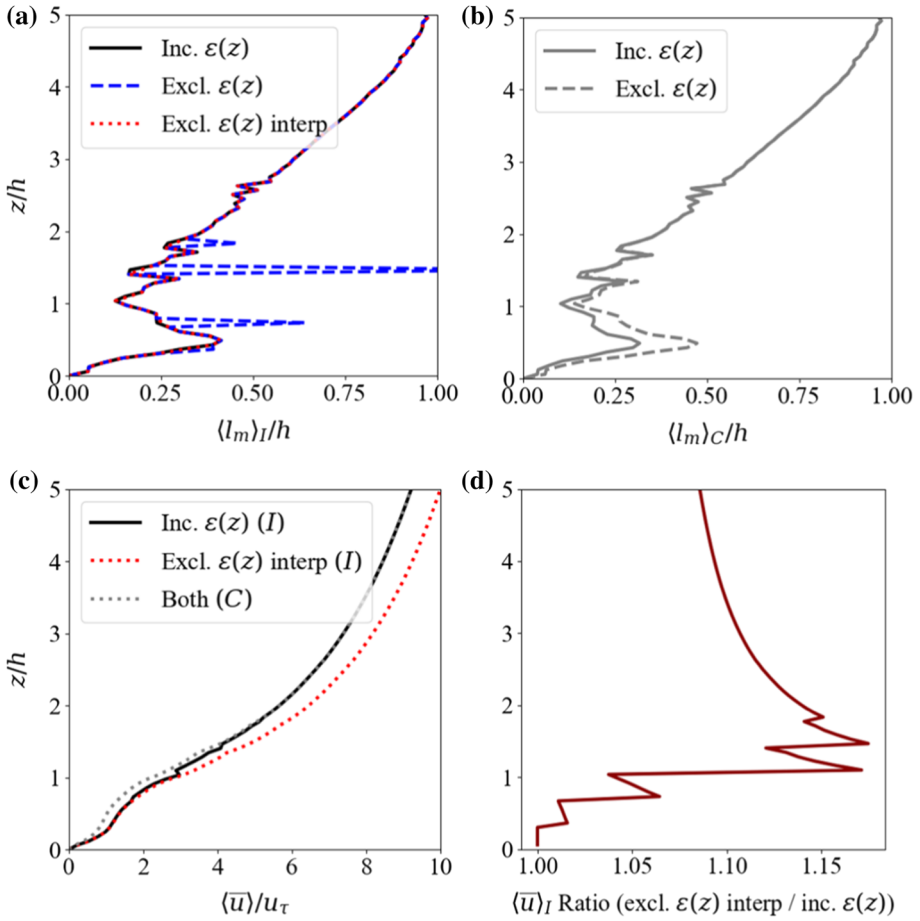 (a)
5
4
3
2
1
0
z/h
Inc. ε(z)
Excl. ε(z)
Excl. ε(z) interp
0.00 0.25 0.50 0.75 1.00
⟨l_m⟩_I/h
(b)
5
4
3
2
1
0
Inc. ε(z)
Excl. ε(z)
0.00 0.25 0.50 0.75 1.00
⟨l_m⟩_C/h
(c)
5
4
3
2
1
0
z/h
Inc. ε(z) (I)
Excl. ε(z) interp (I)
Both (C)
0 2 4 6 8 10
⟨u̅⟩/u_τ
(d)
5
4
3
2
1
0
1.00 1.05 1.10 1.15
⟨u̅⟩_I Ratio (excl. ε(z) interp / inc. ε(z))